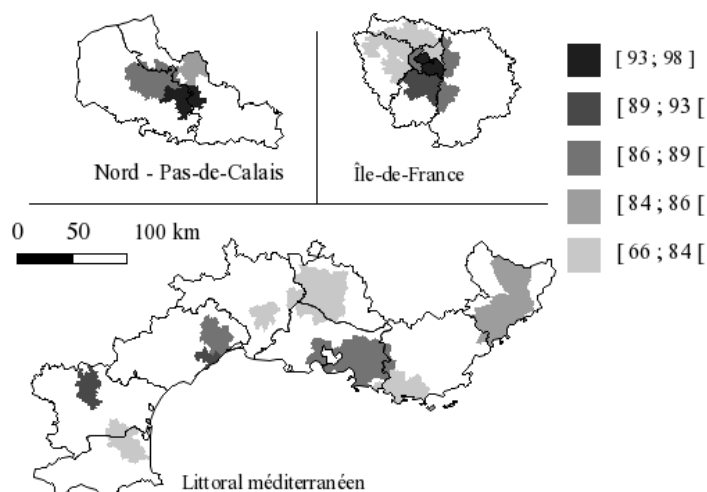 [ 93 ; 98 ]
[ 89 ; 93 [
[ 86 ; 89 [
[ 84 ; 86 [
[ 66 ; 84 [
Nord - Pas-de-Calais
Île-de-France
0 50 100 km
Littoral méditerranéen